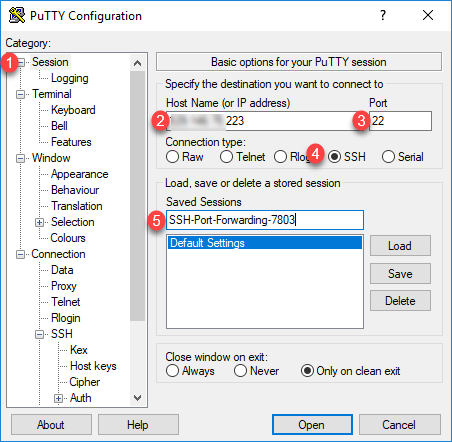 PuTTY Configuration
?
X
Category:
1
Session
Logging
Terminal
Keyboard
Bell
Features
Window
Appearance
Behaviour
Translation
Selection
Colours
Connection
Data
Proxy
Telnet
Rlogin
SSH
Kex
Host keys
Cipher
Auth
Basic options for your PuTTY session
Specify the destination you want to connect to
Host Name (or IP address) Port
2 223 3 22
Connection type: 4
Raw Telnet SSH Serial
Load, save or delete a stored session
Saved Sessions
5 SSH-Port-Forwarding-7803
Default Settings
Load
Save
Delete
Close window on exit:
Always Never Only on clean exit
About Help Open Cancel